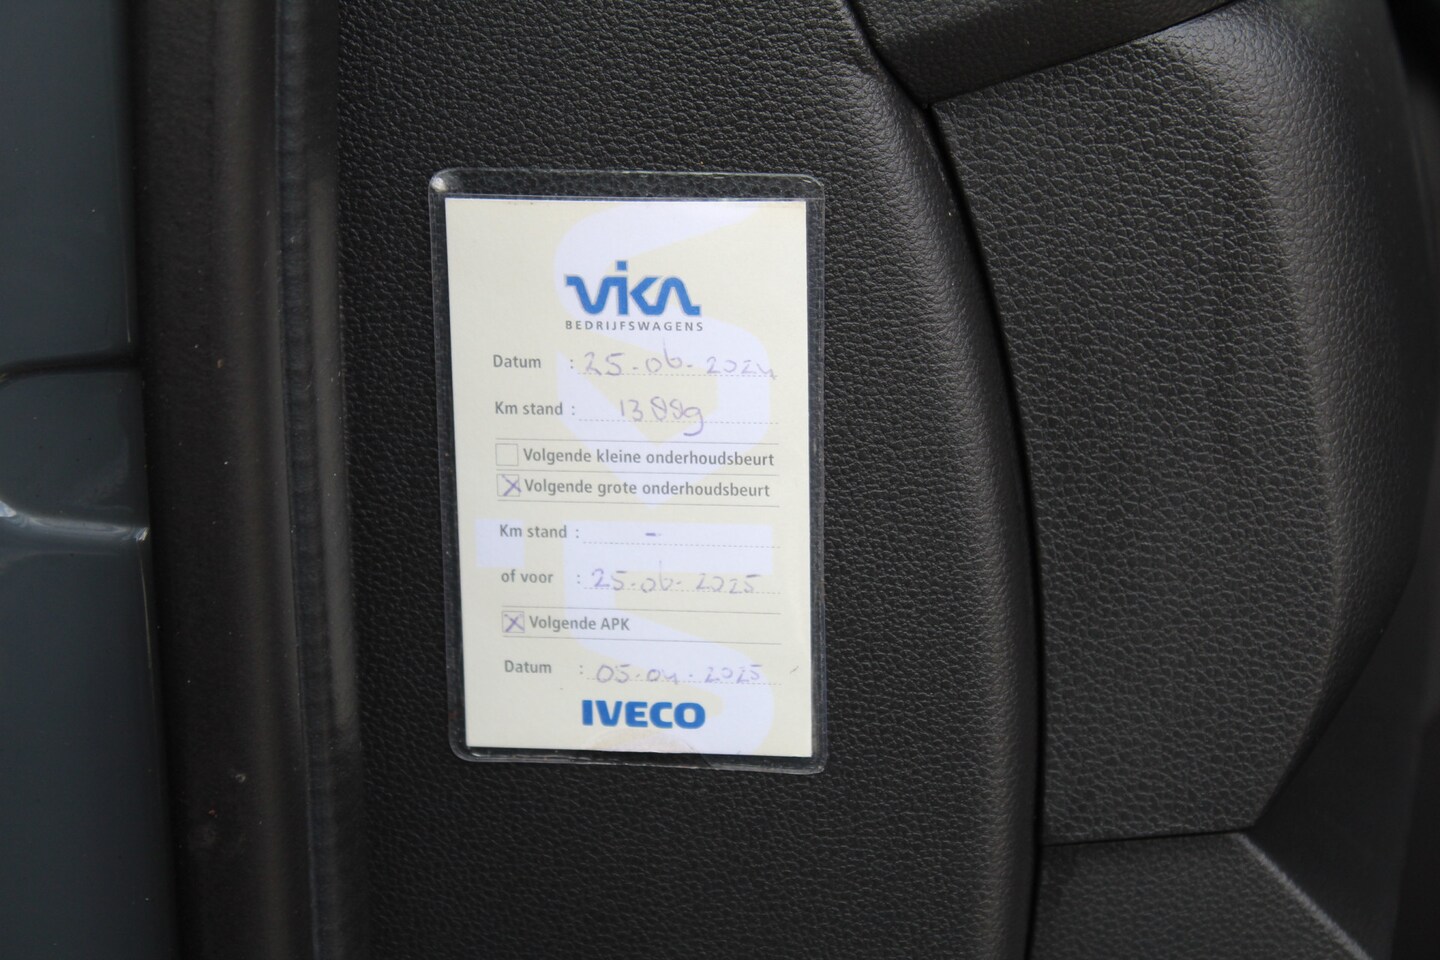 VIKA
BEDRIJFSWAGENS
Datum : 25-06-2024
Km stand : 13889
Volgende kleine onderhoudsbeurt
X Volgende grote onderhoudsbeurt
Km stand : -
of voor : 25-06-2025
X Volgende APK
Datum : 05-04-2025
IVECO